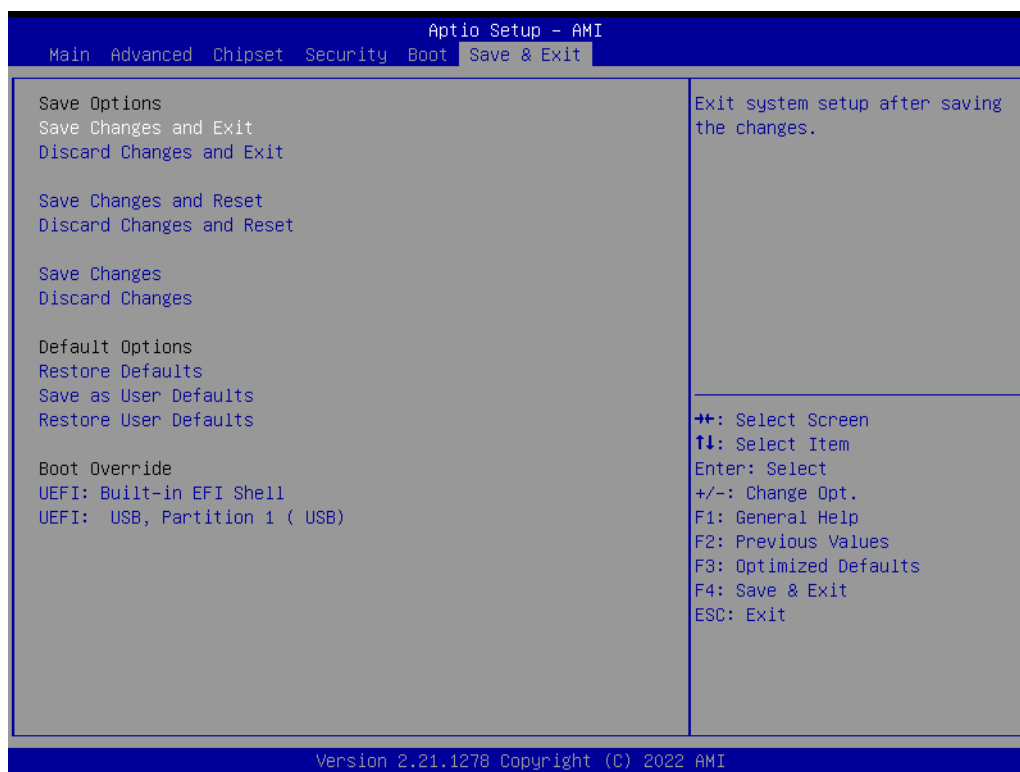 Aptio Setup – AMI
Main Advanced Chipset Security Boot Save & Exit
Save Options
Save Changes and Exit
Discard Changes and Exit
Save Changes and Reset
Discard Changes and Reset
Save Changes
Discard Changes
Default Options
Restore Defaults
Save as User Defaults
Restore User Defaults
Boot Override
UEFI: Built-in EFI Shell
UEFI:  USB, Partition 1 ( USB)
Exit system setup after saving
the changes.
→←: Select Screen
↑↓: Select Item
Enter: Select
+/-: Change Opt.
F1: General Help
F2: Previous Values
F3: Optimized Defaults
F4: Save & Exit
ESC: Exit
Version 2.21.1278 Copyright (C) 2022 AMI